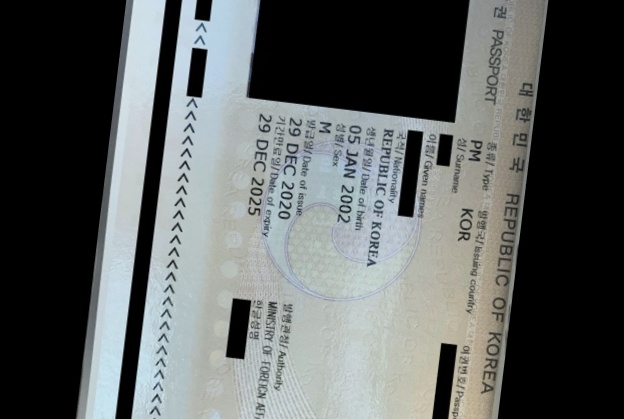 대한민국 REPUBLIC OF KOREA
권 PASSPORT
종류/ Type
발행국/ Issuing country
여권번호/
PM
KOR
성/ Surname
이름/ Given names
국적/ Nationality
REPUBLIC OF KOREA
생년월일/ Date of birth
05 JAN 2002
성별/ Sex
M
발급일/ Date of issue
발행관청/ Authority
29 DEC 2020
MINISTRY OF FOREIGN
기간만료일/ Date of expiry
한글성명
29 DEC 2025